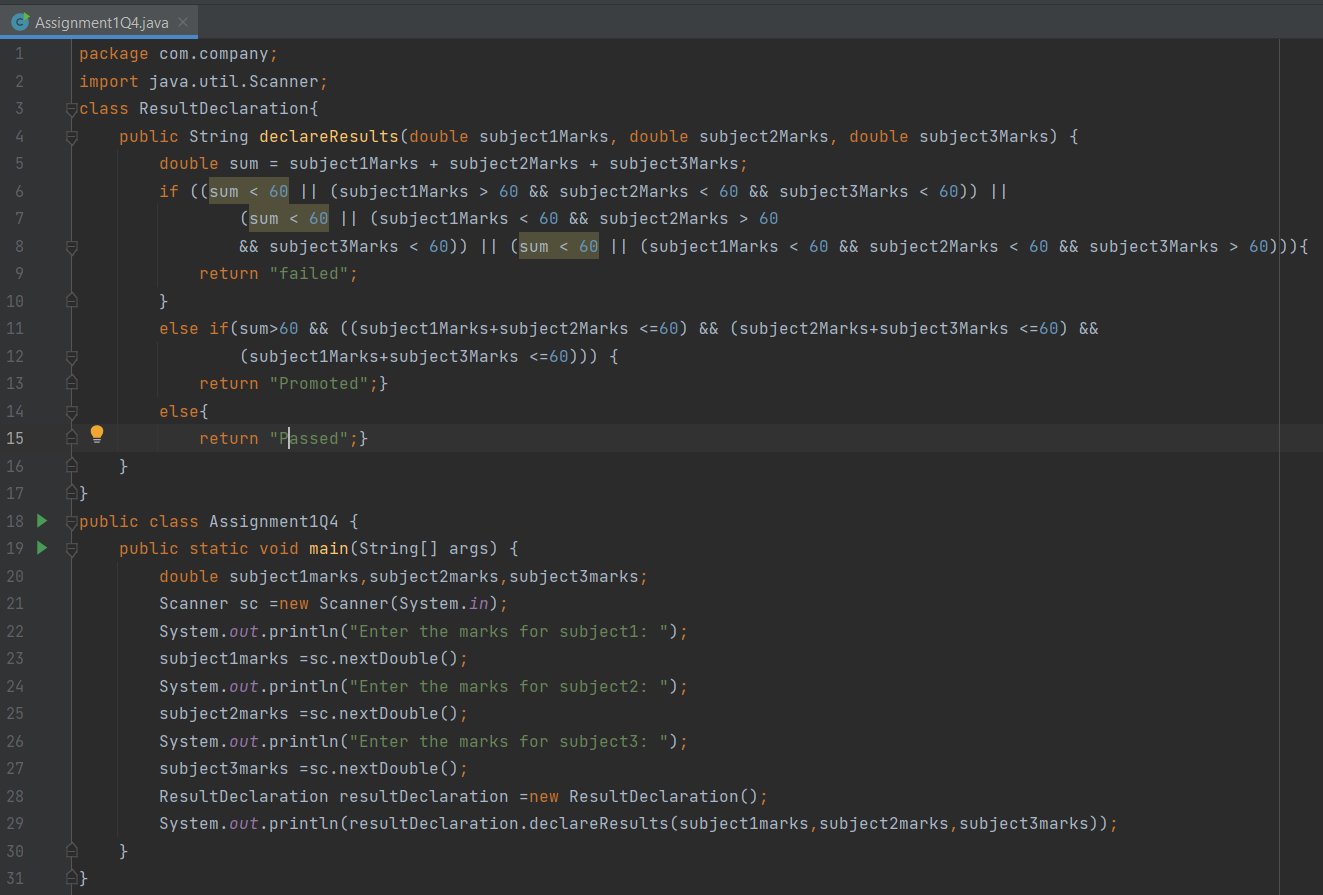 Assignment1Q4.java
1 package com.company;
2 import java.util.Scanner;
3 class ResultDeclaration{
4     public String declareResults(double subject1Marks, double subject2Marks, double subject3Marks) {
5         double sum = subject1Marks + subject2Marks + subject3Marks;
6         if ((sum < 60 || (subject1Marks > 60 && subject2Marks < 60 && subject3Marks < 60)) ||
7                 (sum < 60 || (subject1Marks < 60 && subject2Marks > 60
8                 && subject3Marks < 60)) || (sum < 60 || (subject1Marks < 60 && subject2Marks < 60 && subject3Marks > 60))){
9             return "failed";
10         }
11         else if(sum>60 && ((subject1Marks+subject2Marks <=60) && (subject2Marks+subject3Marks <=60) &&
12                 (subject1Marks+subject3Marks <=60))) {
13             return "Promoted";}
14         else{
15             return "Passed";}
16     }
17 }
18 public class Assignment1Q4 {
19     public static void main(String[] args) {
20         double subject1marks,subject2marks,subject3marks;
21         Scanner sc =new Scanner(System.in);
22         System.out.println("Enter the marks for subject1: ");
23         subject1marks =sc.nextDouble();
24         System.out.println("Enter the marks for subject2: ");
25         subject2marks =sc.nextDouble();
26         System.out.println("Enter the marks for subject3: ");
27         subject3marks =sc.nextDouble();
28         ResultDeclaration resultDeclaration =new ResultDeclaration();
29         System.out.println(resultDeclaration.declareResults(subject1marks,subject2marks,subject3marks));
30     }
31 }